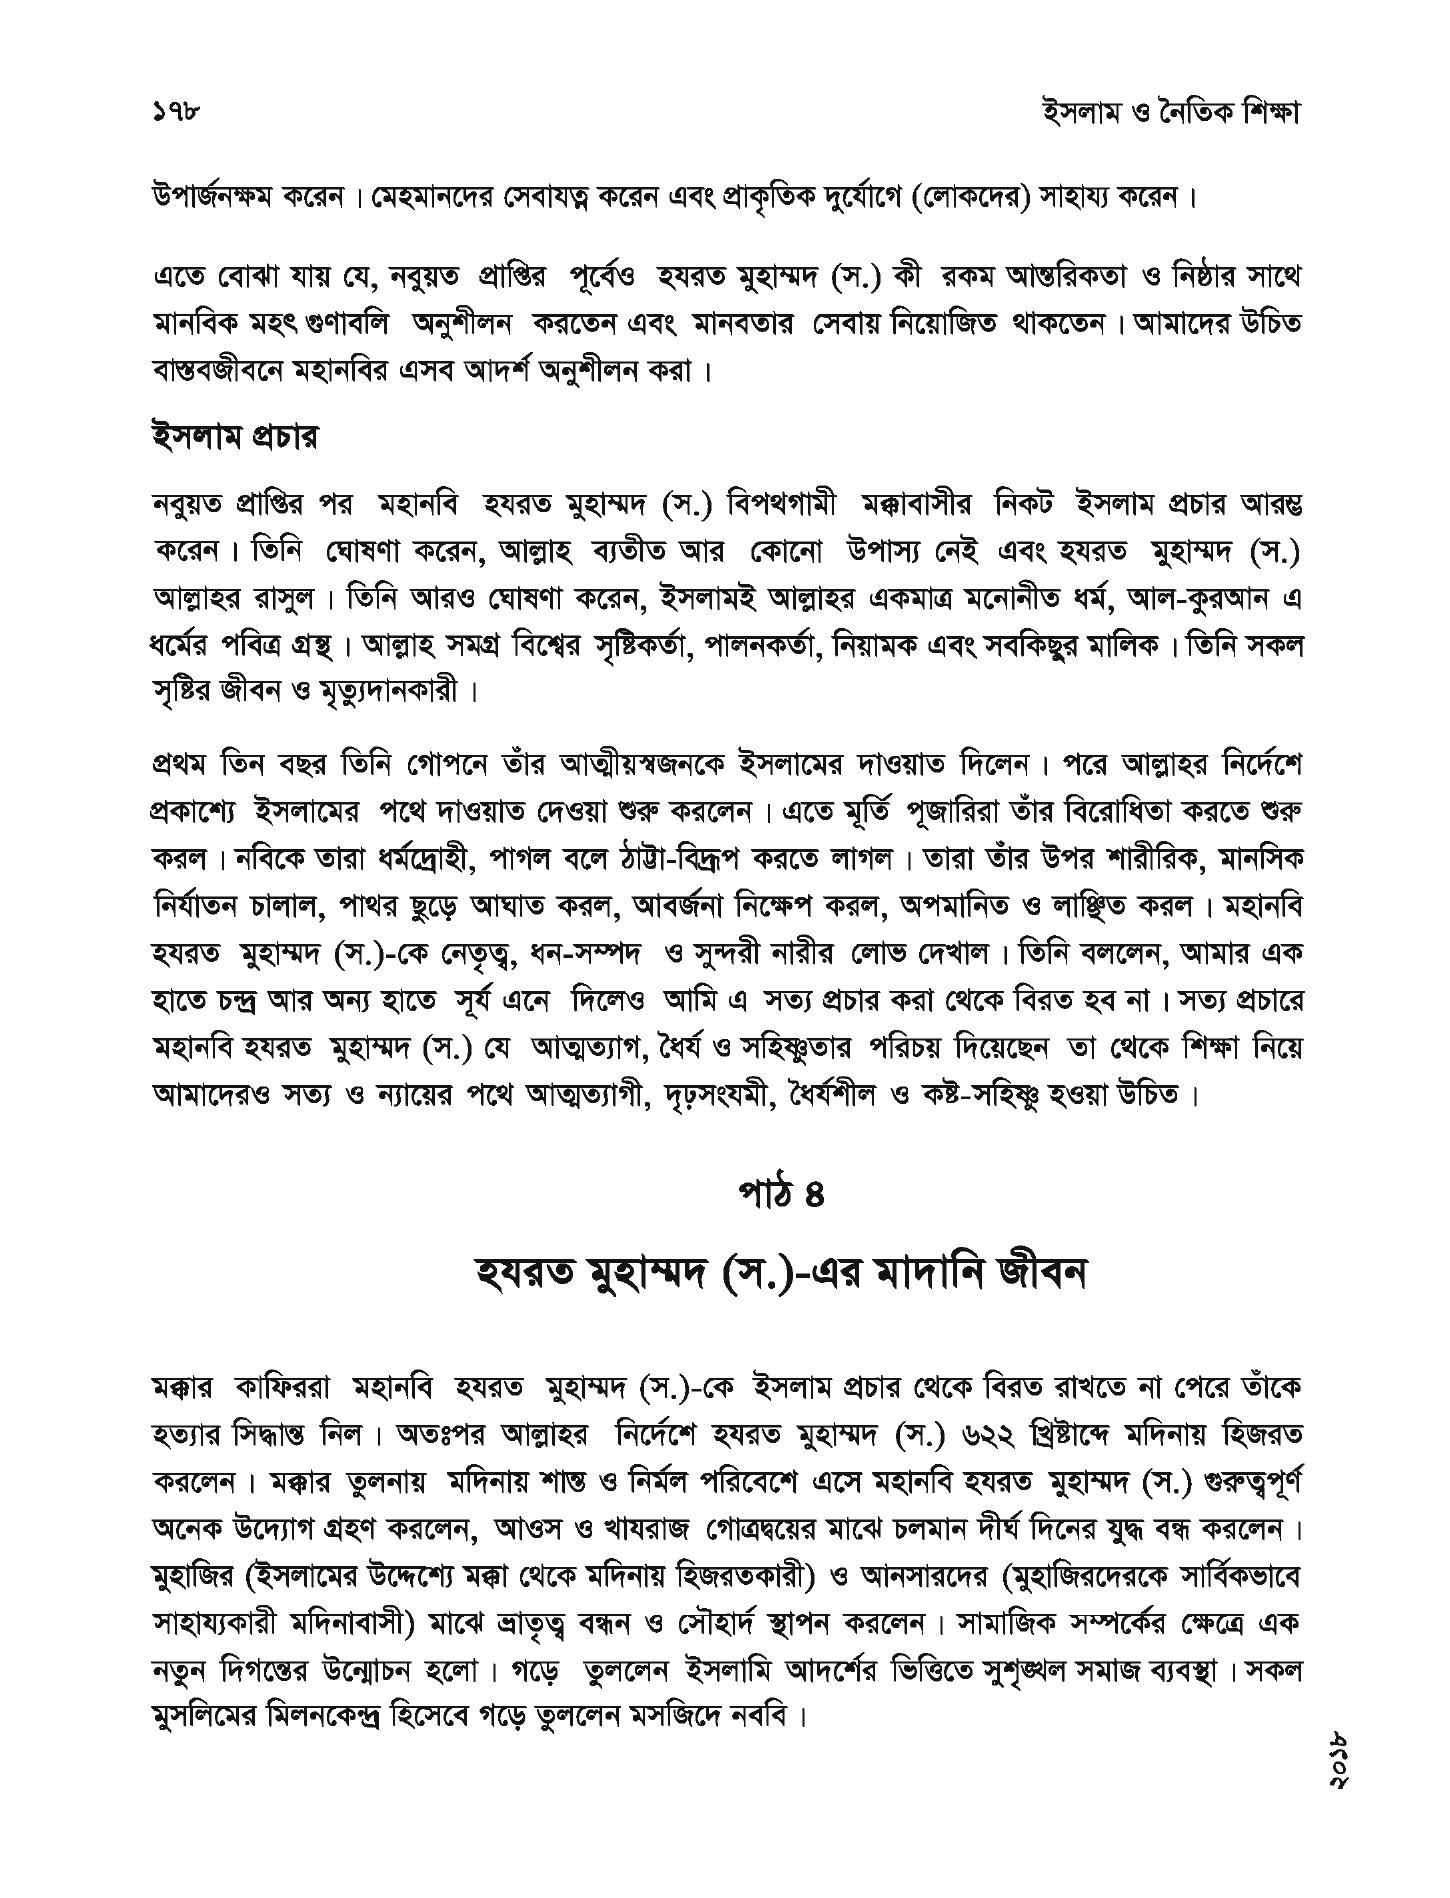 ১৭৮
ইসলাম ও নৈতিক শিক্ষা
উপার্জনক্ষম করেন। মেহমানদের সেবাযত্ন করেন এবং প্রাকৃতিক দুর্যোগে (লোকদের) সাহায্য করেন।
এতে বোঝা যায় যে, নবুয়ত প্রাপ্তির পূর্বেও হযরত মুহাম্মদ (স.) কী রকম আন্তরিকতা ও নিষ্ঠার সাথে
মানবিক মহৎ গুণাবলি অনুশীলন করতেন এবং মানবতার সেবায় নিয়োজিত থাকতেন। আমাদের উচিত
বাস্তবজীবনে মহানবির এসব আদর্শ অনুশীলন করা।
ইসলাম প্রচার
নবুয়ত প্রাপ্তির পর মহানবি হযরত মুহাম্মদ (স.) বিপথগামী মক্কাবাসীর নিকট ইসলাম প্রচার আরম্ভ
করেন। তিনি ঘোষণা করেন, আল্লাহ ব্যতীত আর কোনো উপাস্য নেই এবং হযরত মুহাম্মদ (স.)
আল্লাহর রাসুল। তিনি আরও ঘোষণা করেন, ইসলামই আল্লাহর একমাত্র মনোনীত ধর্ম, আল-কুরআন এ
ধর্মের পবিত্র গ্রন্থ। আল্লাহ সমগ্র বিশ্বের সৃষ্টিকর্তা, পালনকর্তা, নিয়ামক এবং সবকিছুর মালিক। তিনি সকল
সৃষ্টির জীবন ও মৃত্যুদানকারী।
প্রথম তিন বছর তিনি গোপনে তাঁর আত্মীয়স্বজনকে ইসলামের দাওয়াত দিলেন। পরে আল্লাহর নির্দেশে
প্রকাশ্যে ইসলামের পথে দাওয়াত দেওয়া শুরু করলেন। এতে মূর্তি পূজারিরা তাঁর বিরোধিতা করতে শুরু
করল। নবিকে তারা ধর্মদ্রোহী, পাগল বলে ঠাট্টা-বিদ্রূপ করতে লাগল। তারা তাঁর উপর শারীরিক, মানসিক
নির্যাতন চালাল, পাথর ছুড়ে আঘাত করল, আবর্জনা নিক্ষেপ করল, অপমানিত ও লাঞ্ছিত করল। মহানবি
হযরত মুহাম্মদ (স.)-কে নেতৃত্ব, ধন-সম্পদ ও সুন্দরী নারীর লোভ দেখাল। তিনি বললেন, আমার এক
হাতে চন্দ্র আর অন্য হাতে সূর্য এনে দিলেও আমি এ সত্য প্রচার করা থেকে বিরত হব না। সত্য প্রচারে
মহানবি হযরত মুহাম্মদ (স.) যে আত্মত্যাগ, ধৈর্য ও সহিষ্ণুতার পরিচয় দিয়েছেন তা থেকে শিক্ষা নিয়ে
আমাদেরও সত্য ও ন্যায়ের পথে আত্মত্যাগী, দৃঢ়সংযমী, ধৈর্যশীল ও কষ্ট-সহিষ্ণু হওয়া উচিত।
পাঠ ৪
হযরত মুহাম্মদ (স.)-এর মাদানি জীবন
মক্কার কাফিররা মহানবি হযরত মুহাম্মদ (স.)-কে ইসলাম প্রচার থেকে বিরত রাখতে না পেরে তাঁকে
হত্যার সিদ্ধান্ত নিল। অতঃপর আল্লাহর নির্দেশে হযরত মুহাম্মদ (স.) ৬২২ খ্রিষ্টাব্দে মদিনায় হিজরত
করলেন। মক্কার তুলনায় মদিনায় শান্ত ও নির্মল পরিবেশে এসে মহানবি হযরত মুহাম্মদ (স.) গুরুত্বপূর্ণ
অনেক উদ্যোগ গ্রহণ করলেন, আওস ও খাযরাজ গোত্রদ্বয়ের মাঝে চলমান দীর্ঘ দিনের যুদ্ধ বন্ধ করলেন।
মুহাজির (ইসলামের উদ্দেশ্যে মক্কা থেকে মদিনায় হিজরতকারী) ও আনসারদের (মুহাজিরদেরকে সার্বিকভাবে
সাহায্যকারী মদিনাবাসী) মাঝে ভ্রাতৃত্ব বন্ধন ও সৌহার্দ স্থাপন করলেন। সামাজিক সম্পর্কের ক্ষেত্রে এক
নতুন দিগন্তের উন্মোচন হলো। গড়ে তুললেন ইসলামি আদর্শের ভিত্তিতে সুশৃঙ্খল সমাজ ব্যবস্থা। সকল
মুসলিমের মিলনকেন্দ্র হিসেবে গড়ে তুললেন মসজিদে নববি।
২০১৮